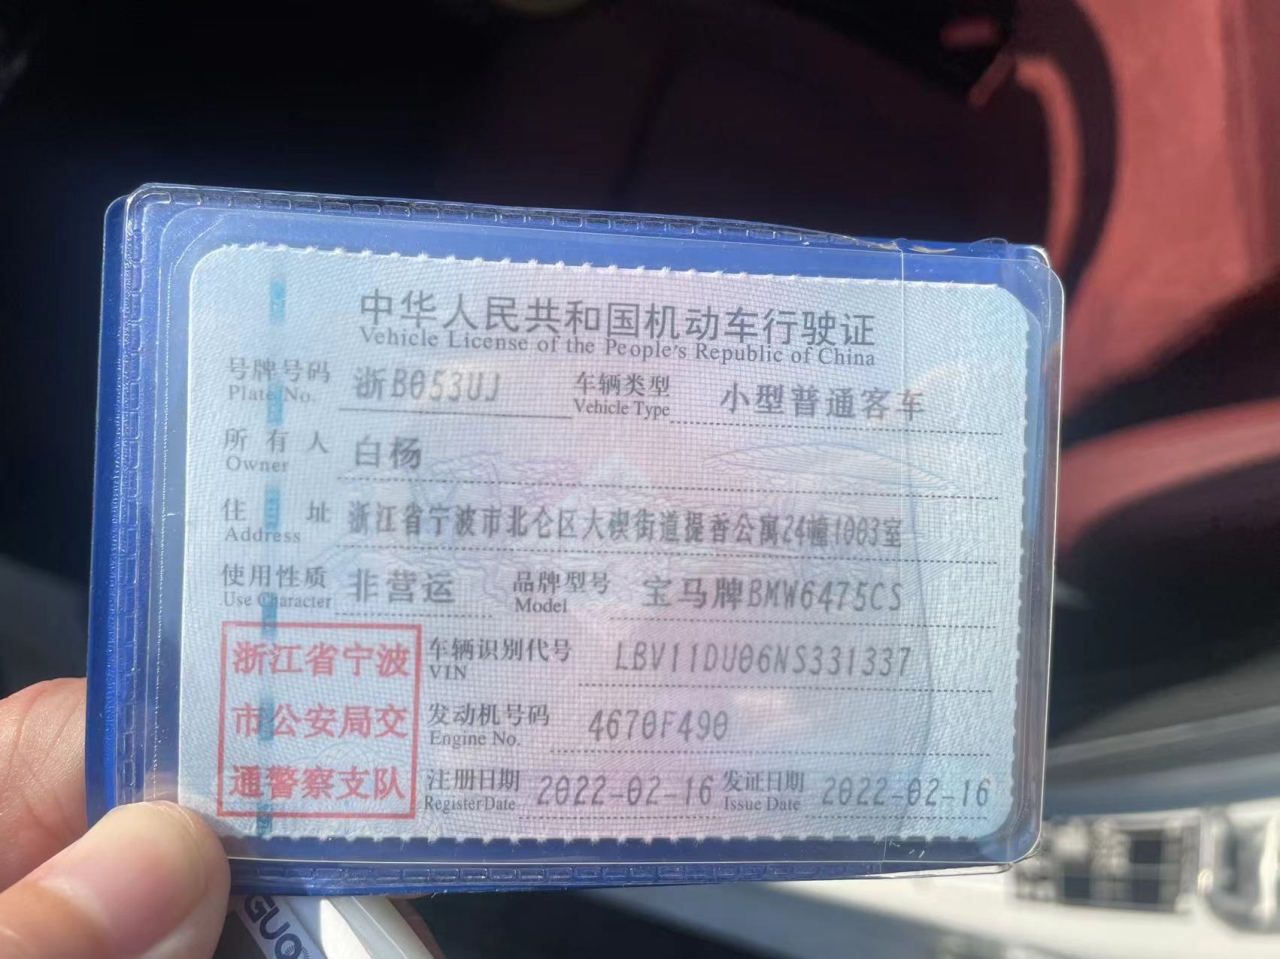 中华人民共和国机动车行驶证
Vehicle License of the People's Republic of China
号牌号码 浙B053UJ 车辆类型 小型普通客车
Plate No. Vehicle Type
所有人 白杨
Owner
住址 浙江省宁波市北仑区大碶街道提香公寓24幢1003室
Address
使用性质 非营运 品牌型号 宝马牌BMW6475CS
Use Character Model
浙江省宁波
市公安局交
通警察支队
车辆识别代号 LBV11DU06NS331337
VIN
发动机号码 4670F490
Engine No.
注册日期 2022-02-16 发证日期 2022-02-16
Register Date Issue Date
GUO